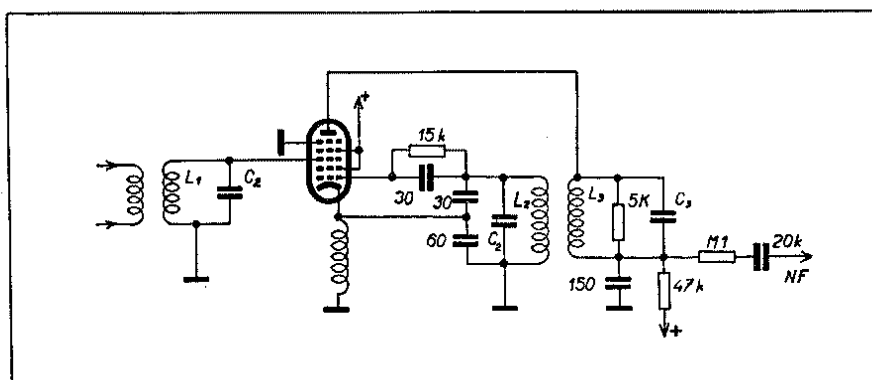 +
15k
L₁
C₂
30
30
L₂
L₃
5K
C₃
60
C₂
M1
20k
150
47k
NF
+